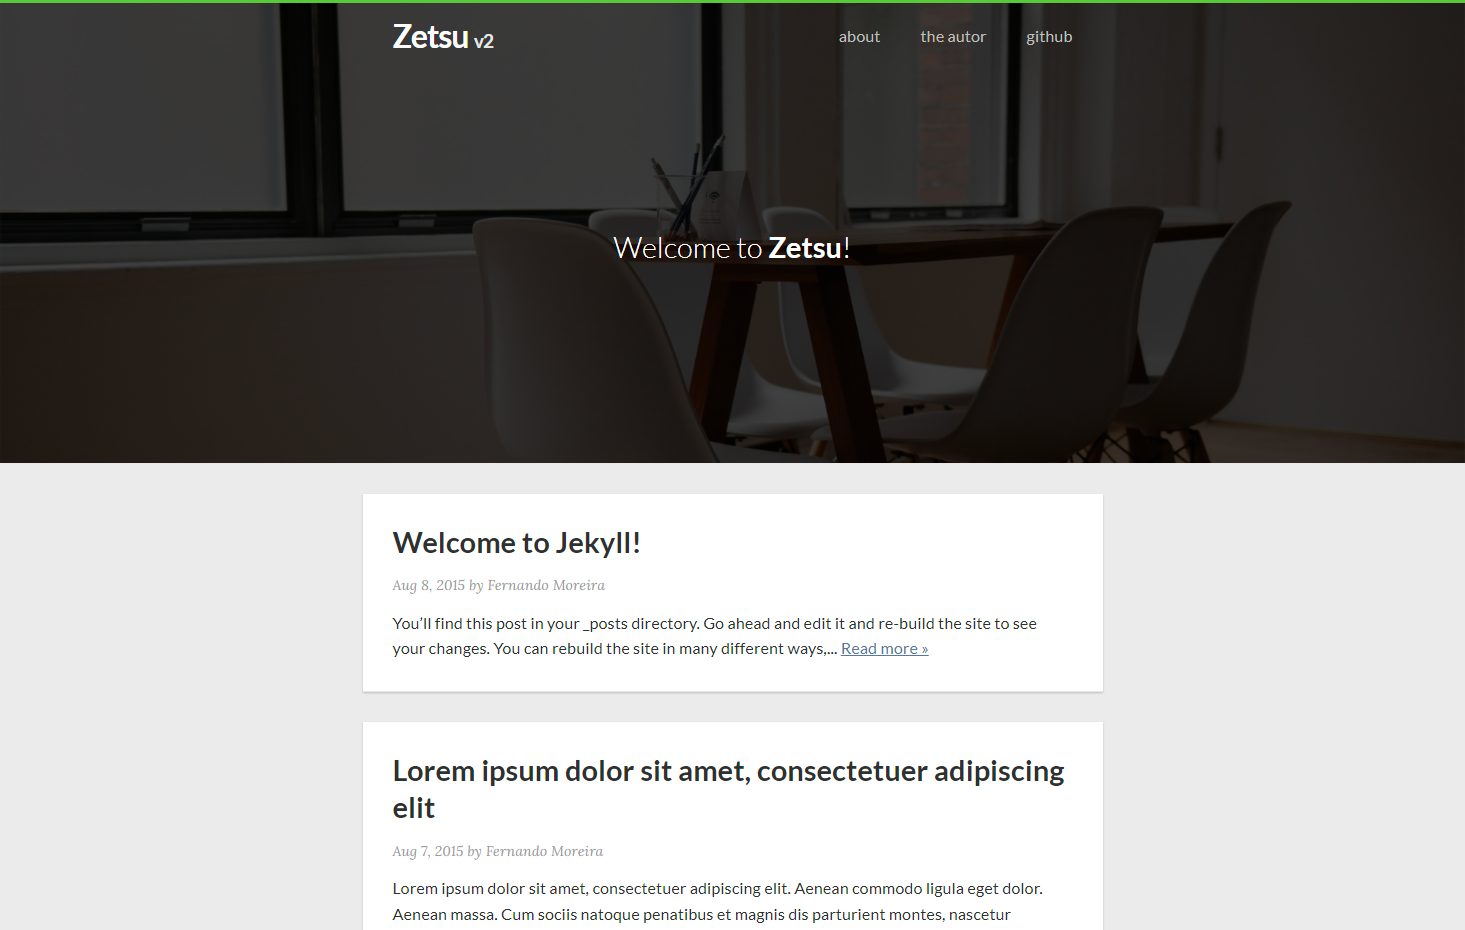 Zetsu v2
about the autor github
Welcome to Zetsu!
Welcome to Jekyll!
Aug 8, 2015 by Fernando Moreira
You’ll find this post in your _posts directory. Go ahead and edit it and re-build the site to see
your changes. You can rebuild the site in many different ways,... Read more »
Lorem ipsum dolor sit amet, consectetuer adipiscing
elit
Aug 7, 2015 by Fernando Moreira
Lorem ipsum dolor sit amet, consectetuer adipiscing elit. Aenean commodo ligula eget dolor.
Aenean massa. Cum sociis natoque penatibus et magnis dis parturient montes, nascetur